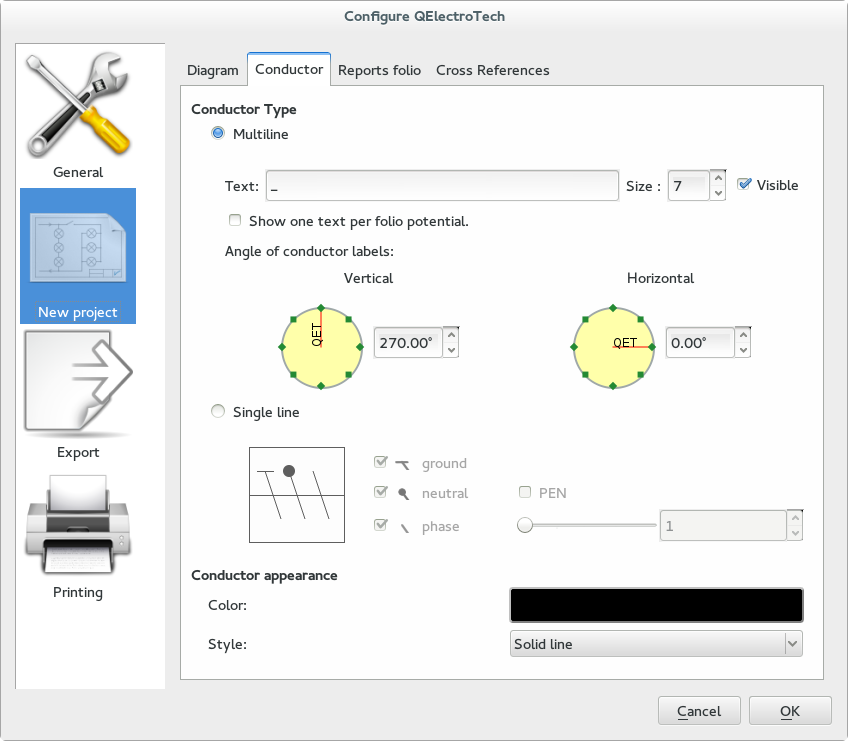 Configure QElectroTech
General
New project
Export
Printing
Diagram Conductor Reports folio Cross References
Conductor Type
Multiline
Text: _ Size : 7 Visible
Show one text per folio potential.
Angle of conductor labels:
Vertical Horizontal
QET 270.00° QET 0.00°
Single line
ground
neutral PEN
phase 1
Conductor appearance
Color:
Style: Solid line
Cancel OK